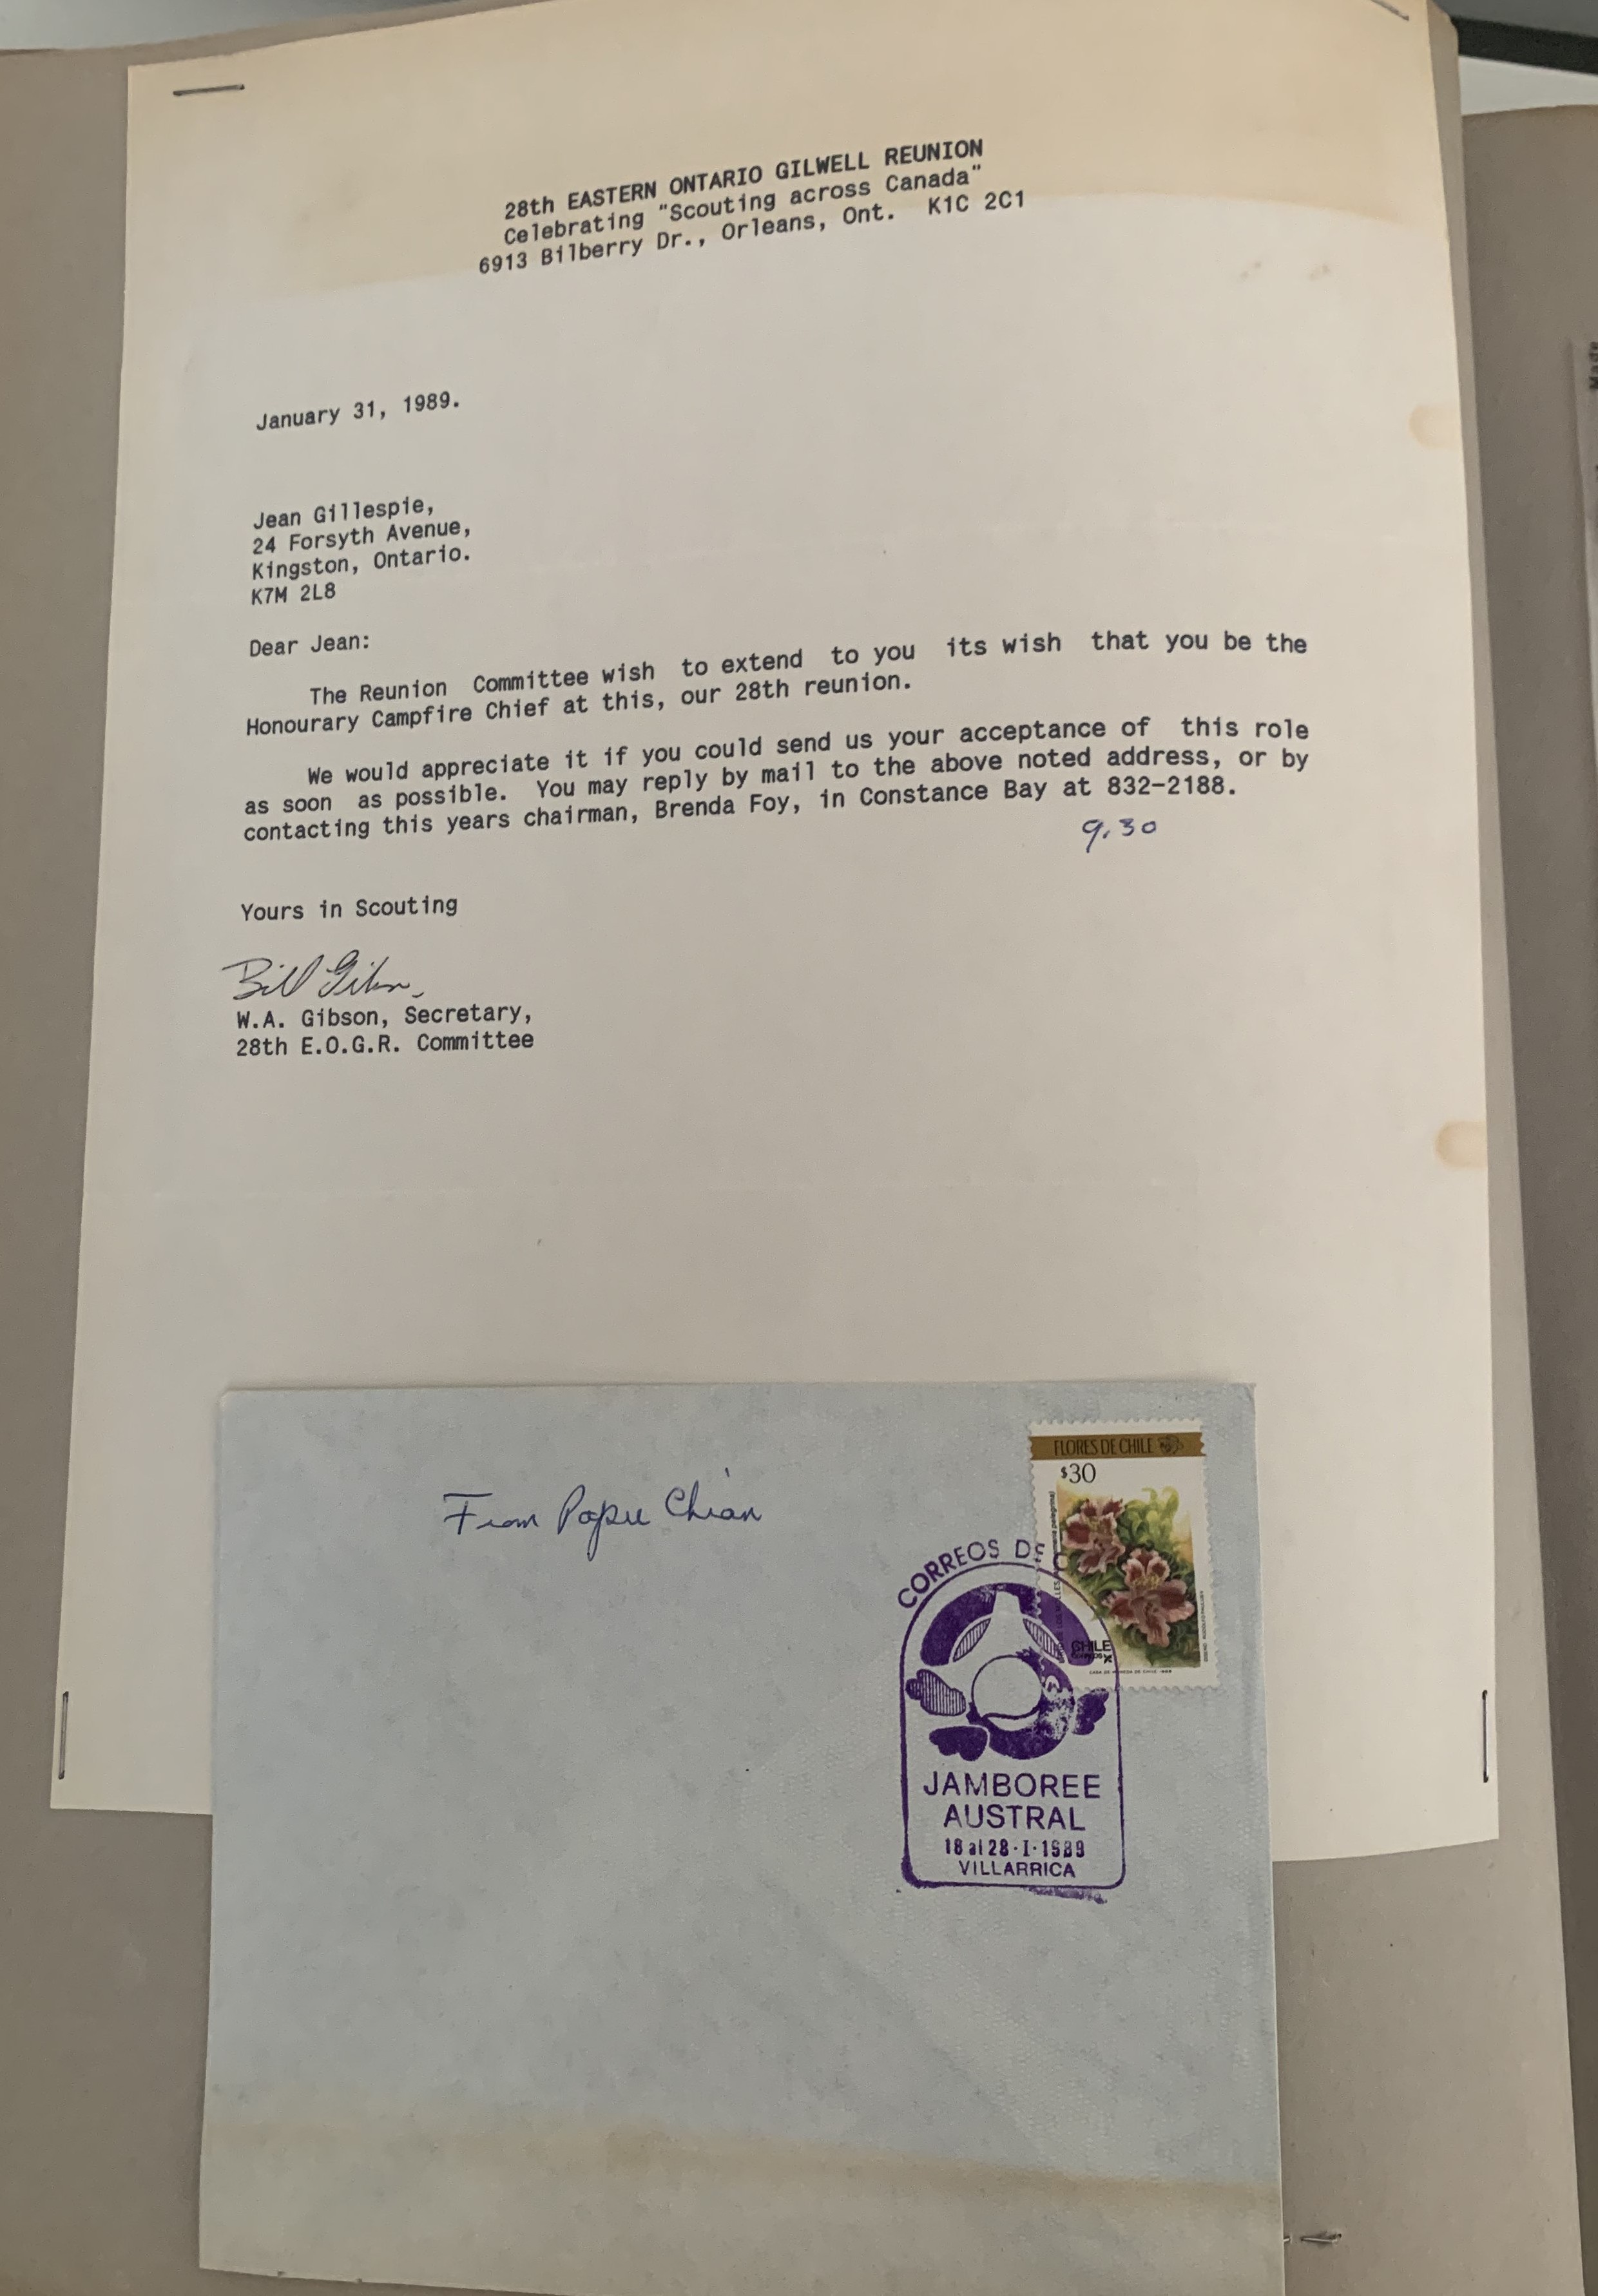 28th EASTERN ONTARIO GILWELL REUNION
Celebrating "Scouting across Canada"
6913 Bilberry Dr., Orleans, Ont. K1C 2C1
January 31, 1989.
Jean Gillespie,
24 Forsyth Avenue,
Kingston, Ontario.
K7M 2L8
Dear Jean:
The Reunion Committee wish to extend to you its wish that you be the
Honourary Campfire Chief at this, our 28th reunion.
We would appreciate it if you could send us your acceptance of this role
as soon as possible. You may reply by mail to the above noted address, or by
contacting this years chairman, Brenda Foy, in Constance Bay at 832-2188.
9.30
Yours in Scouting
Bill Gibson
W.A. Gibson, Secretary,
28th E.O.G.R. Committee
From Chian
FLORES DE CHILE
$30
CORREOS DE C
CHILE
JAMBOREE
AUSTRAL
18 al 28·I·1989
VILLARRICA
Made